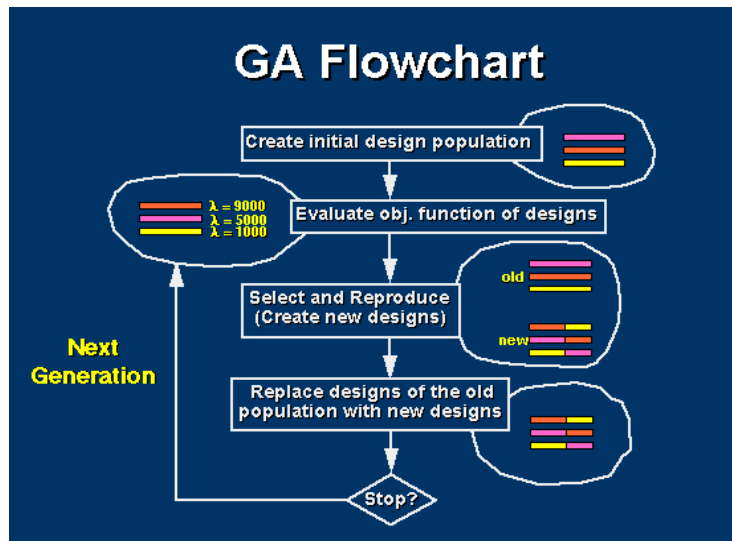 GA Flowchart
Create initial design population
λ = 9000
λ = 5000
λ = 1000
Evaluate obj. function of designs
old
Select and Reproduce
(Create new designs)
new
Next
Generation
Replace designs of the old
population with new designs
Stop?